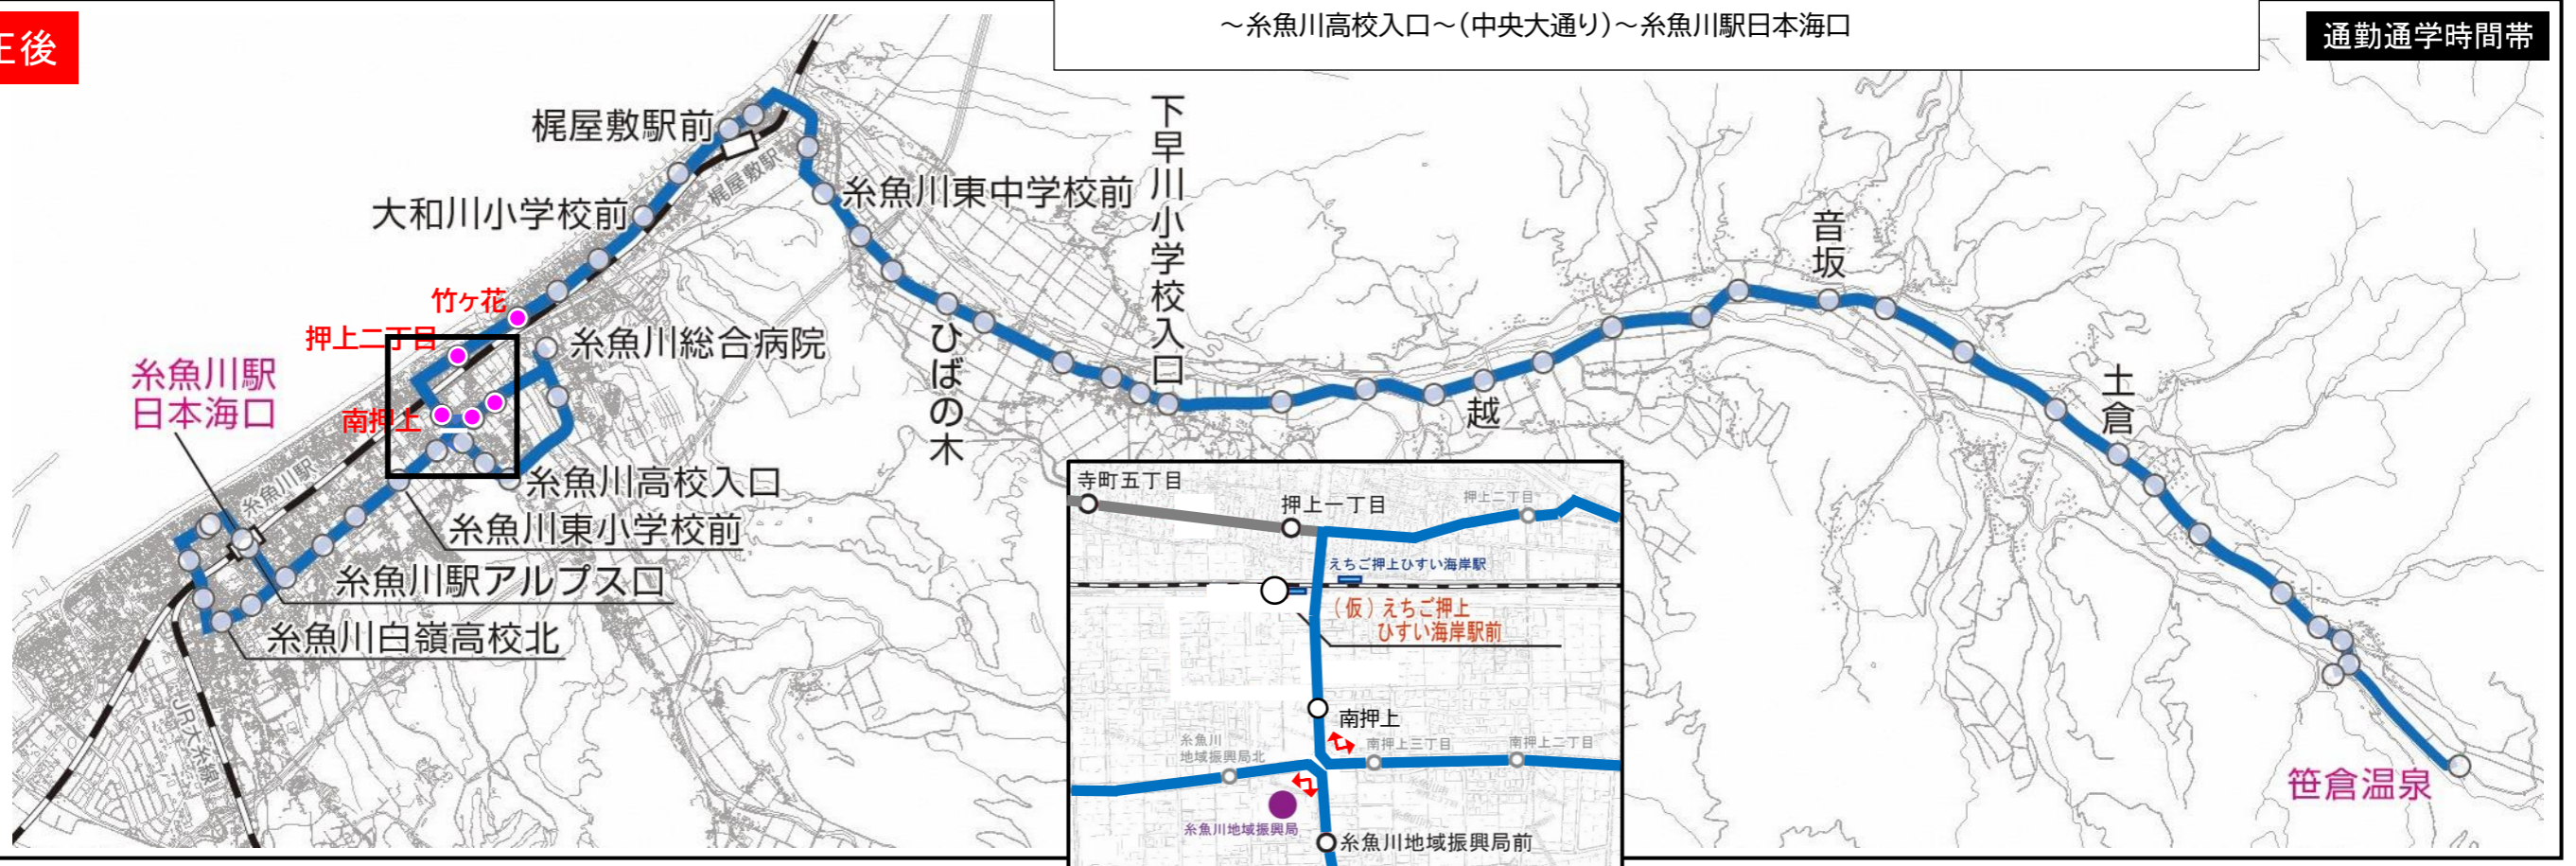 正後
～糸魚川高校入口～（中央大通り）～糸魚川駅日本海口
通勤通学時間帯
梶屋敷駅前
梶屋敷駅
大和川小学校前
糸魚川東中学校前
下早川小学校入口
音坂
竹ヶ花
押上二丁目
糸魚川総合病院
ひばの木
越
土倉
糸魚川駅
日本海口
南押上
糸魚川駅
糸魚川高校入口
糸魚川東小学校前
糸魚川駅アルプス口
糸魚川白嶺高校北
JR大糸線
笹倉温泉
寺町五丁目
押上一丁目
押上二丁目
えちご押上ひすい海岸駅
（仮）えちご押上
ひすい海岸駅前
南押上
糸魚川
地域振興局北
南押上三丁目
南押上二丁目
糸魚川地域振興局
糸魚川地域振興局前